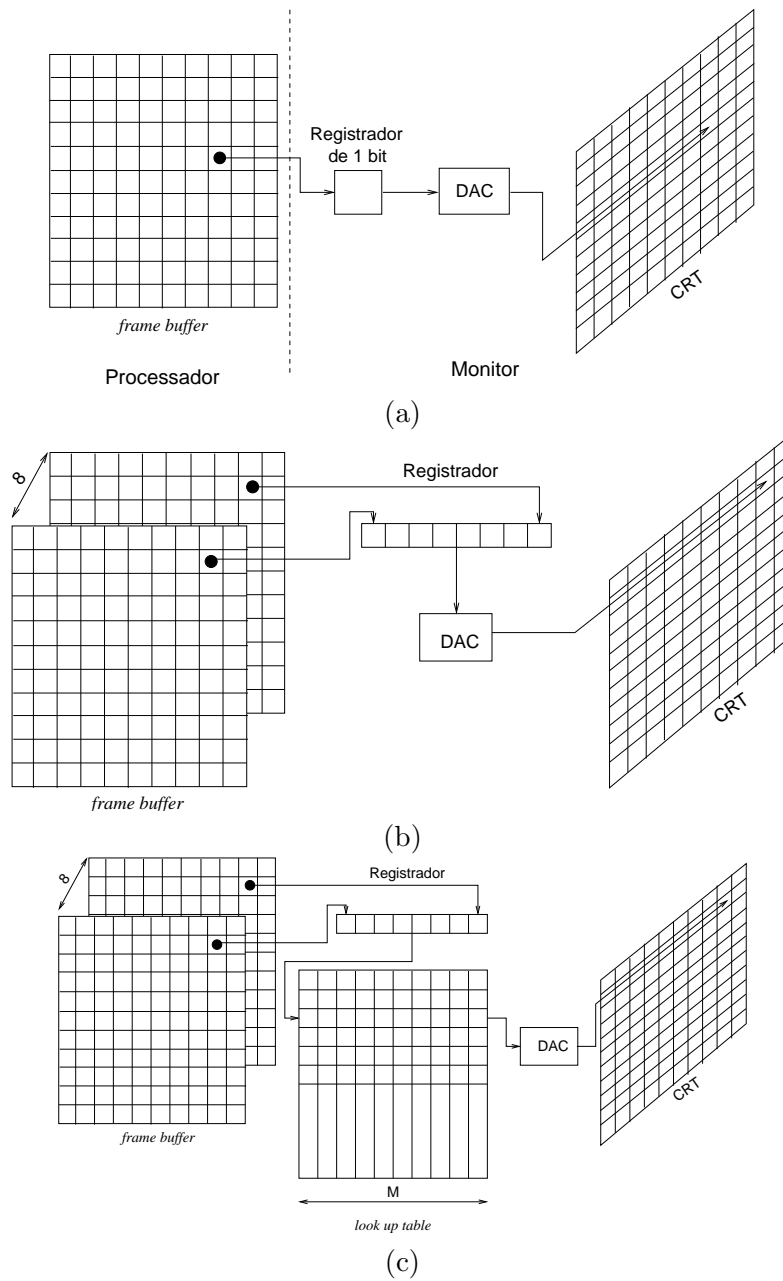 Registrador
de 1 bit
DAC
CRT
frame buffer
Processador
Monitor
(a)
8
Registrador
DAC
CRT
frame buffer
(b)
8
Registrador
DAC
CRT
frame buffer
M
look up table
(c)